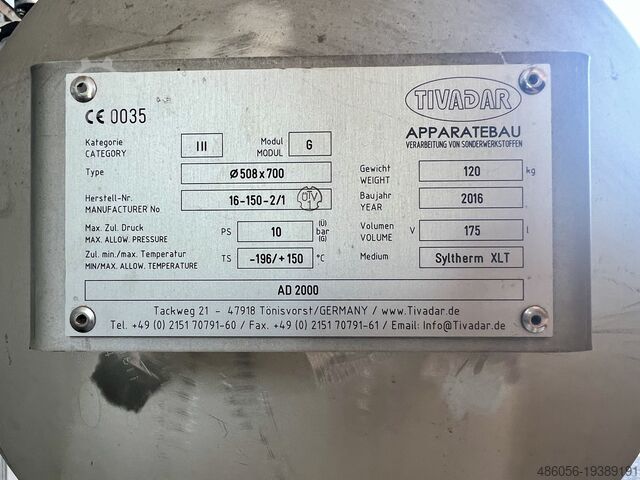 CE 0035
TIVADAR
APPARATEBAU
VERARBEITUNG VON SONDERWERKSTOFFEN
Kategorie
CATEGORY
III
Modul
MODUL
G
Type
Ø 508 x 700
Herstell-Nr.
MANUFACTURER No
16-150-2/1
TÜV
Max. Zul. Druck
MAX. ALLOW. PRESSURE
PS
10
(Ü)
bar
(G)
Zul. min./max. Temperatur
MIN/MAX. ALLOW. TEMPERATURE
TS
-196/+150
°C
Gewicht
WEIGHT
120
kg
Baujahr
YEAR
2016
Volumen
VOLUME
V
175
l
Medium
Syltherm XLT
AD 2000
Tackweg 21 - 47918 Tönisvorst/GERMANY / www.Tivadar.de
Tel. +49 (0) 2151 70791-60 / Fax. +49 (0) 2151 70791-61 / Email: Info@Tivadar.de
486056-19389191